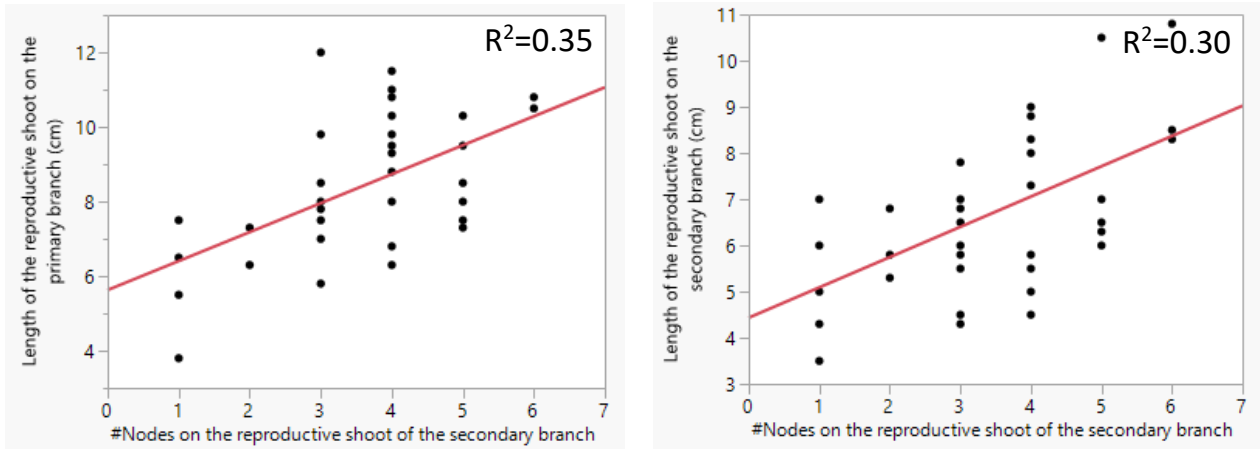 Length of the reproductive shoot on the
primary branch (cm)
12
10
8
6
4
R²=0.35
0 1 2 3 4 5 6 7
#Nodes on the reproductive shoot of the secondary branch
Length of the reproductive shoot on the
secondary branch (cm)
11
10
9
8
7
6
5
4
3
R²=0.30
0 1 2 3 4 5 6 7
#Nodes on the reproductive shoot of the secondary branch